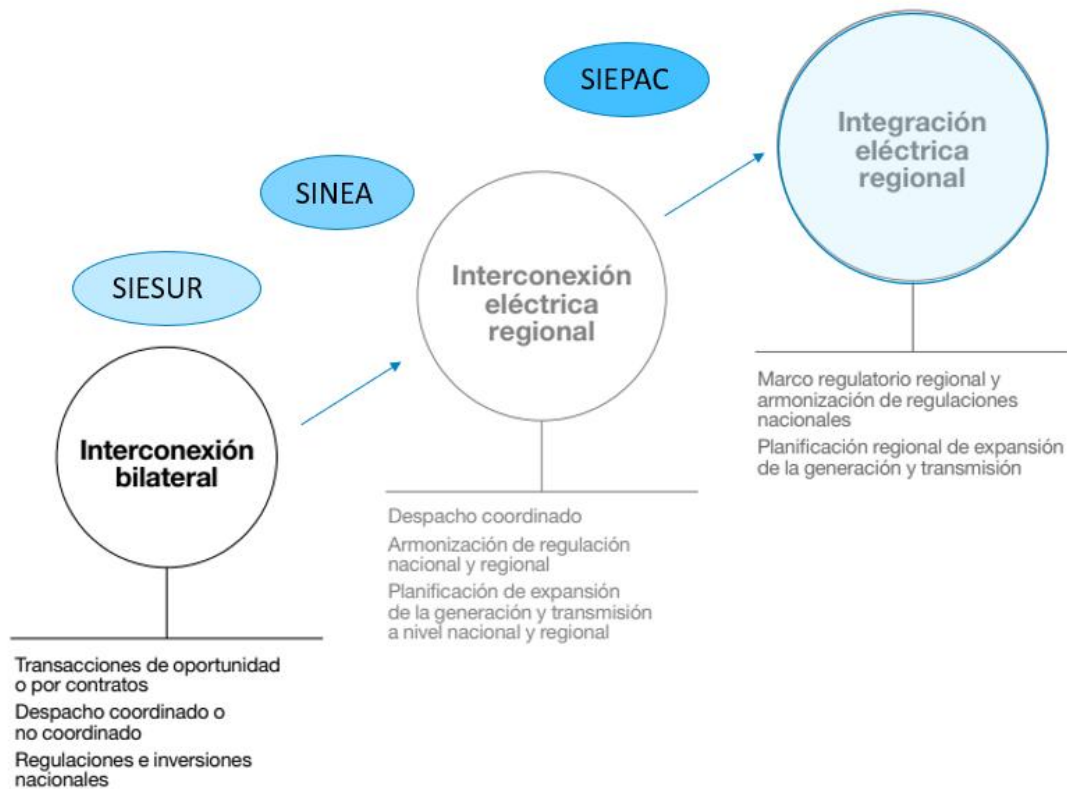 SIESUR
Interconexión
bilateral
Transacciones de oportunidad
o por contratos
Despacho coordinado o
no coordinado
Regulaciones e inversiones
nacionales
SINEA
Interconexión
eléctrica
regional
Despacho coordinado
Armonización de regulación
nacional y regional
Planificación de expansión
de la generación y transmisión
a nivel nacional y regional
SIEPAC
Integración
eléctrica
regional
Marco regulatorio regional y
armonización de regulaciones
nacionales
Planificación regional de expansión
de la generación y transmisión